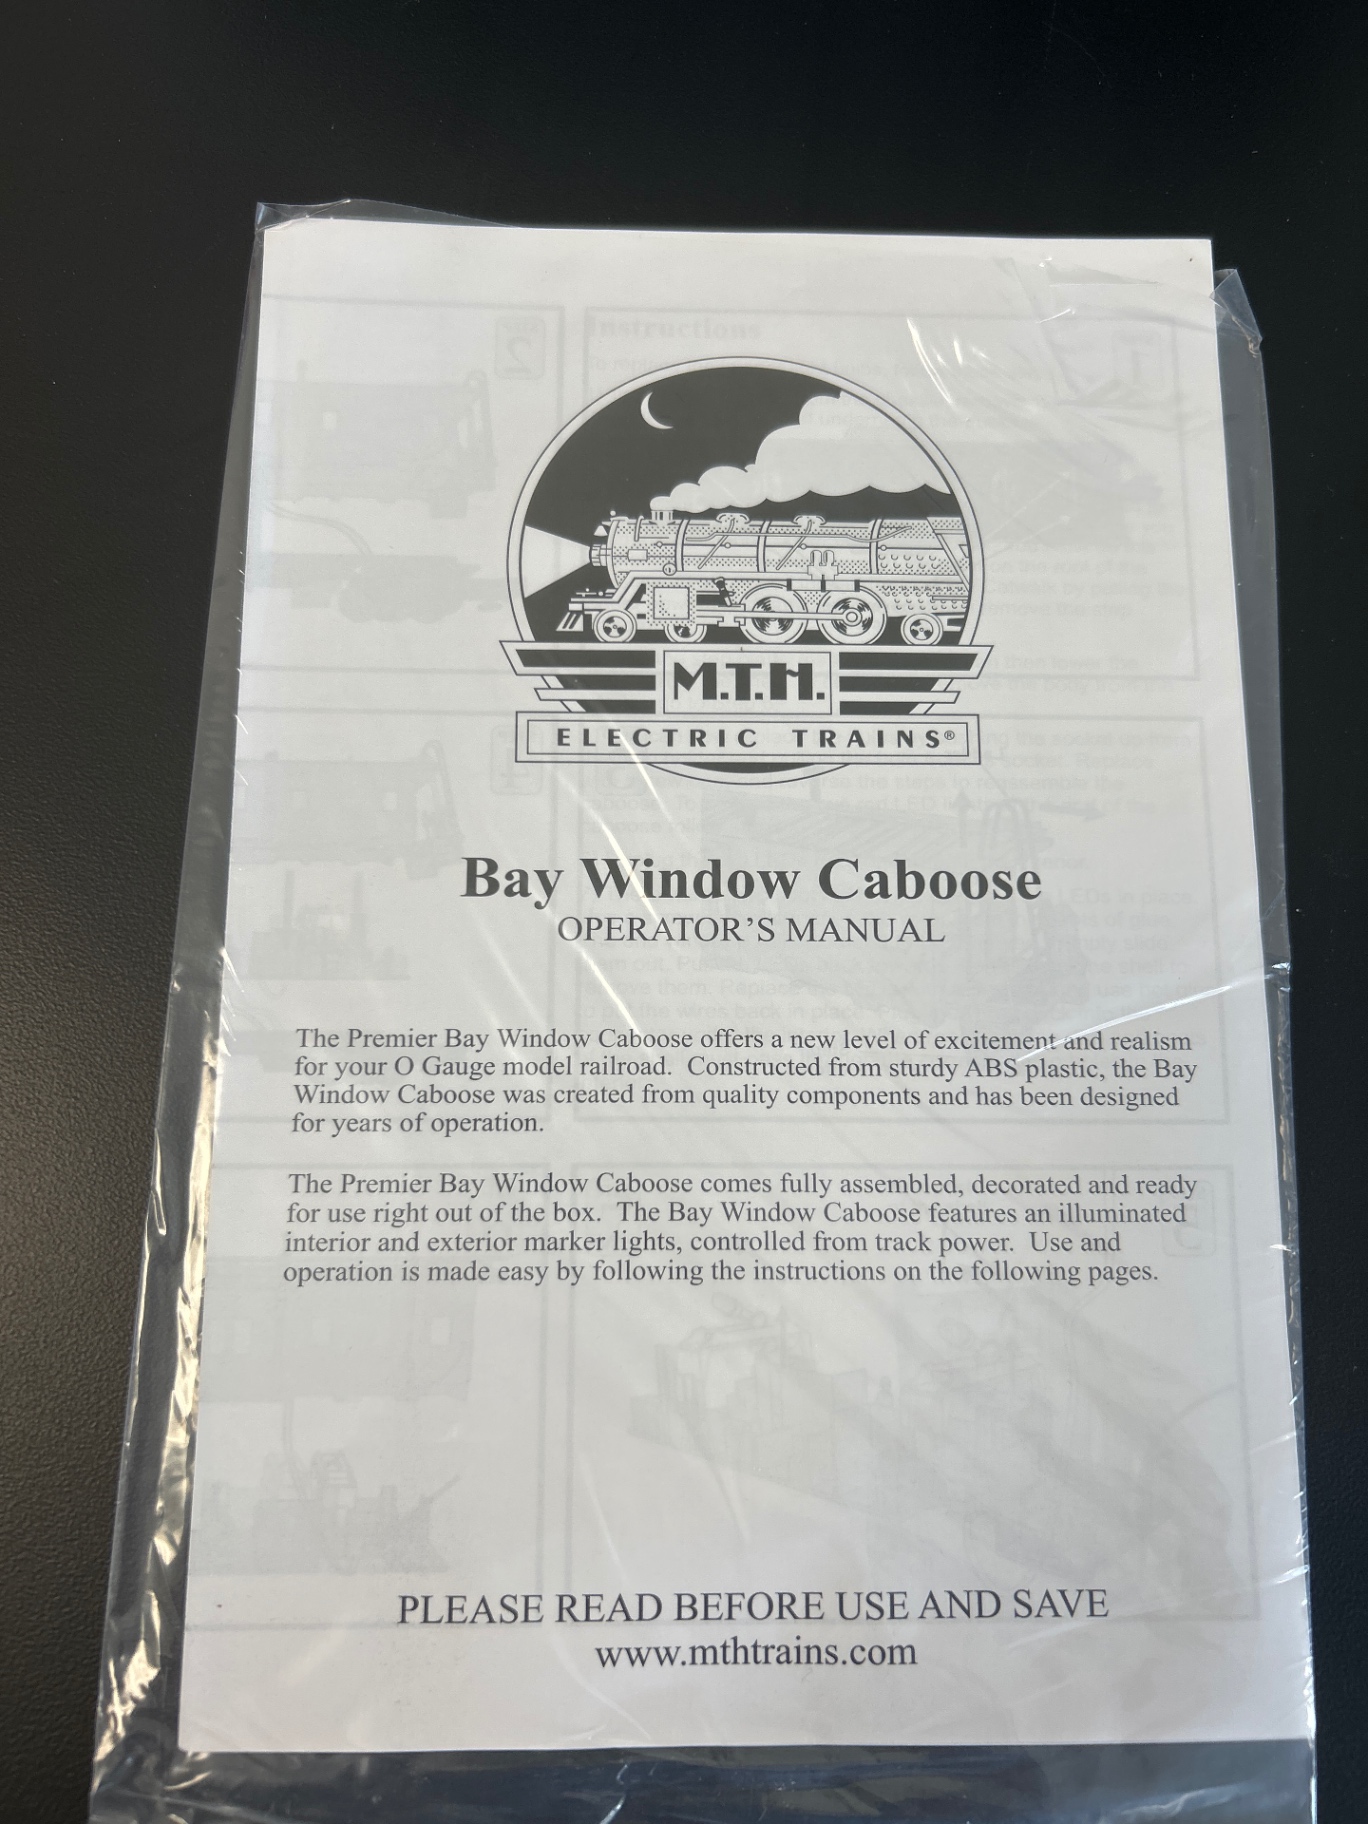 M.T.H.
ELECTRIC TRAINS®
Bay Window Caboose
OPERATOR'S MANUAL
The Premier Bay Window Caboose offers a new level of excitement and realism
for your O Gauge model railroad.  Constructed from sturdy ABS plastic, the Bay
Window Caboose was created from quality components and has been designed
for years of operation.
The Premier Bay Window Caboose comes fully assembled, decorated and ready
for use right out of the box.  The Bay Window Caboose features an illuminated
interior and exterior marker lights, controlled from track power.  Use and
operation is made easy by following the instructions on the following pages.
PLEASE READ BEFORE USE AND SAVE
www.mthtrains.com